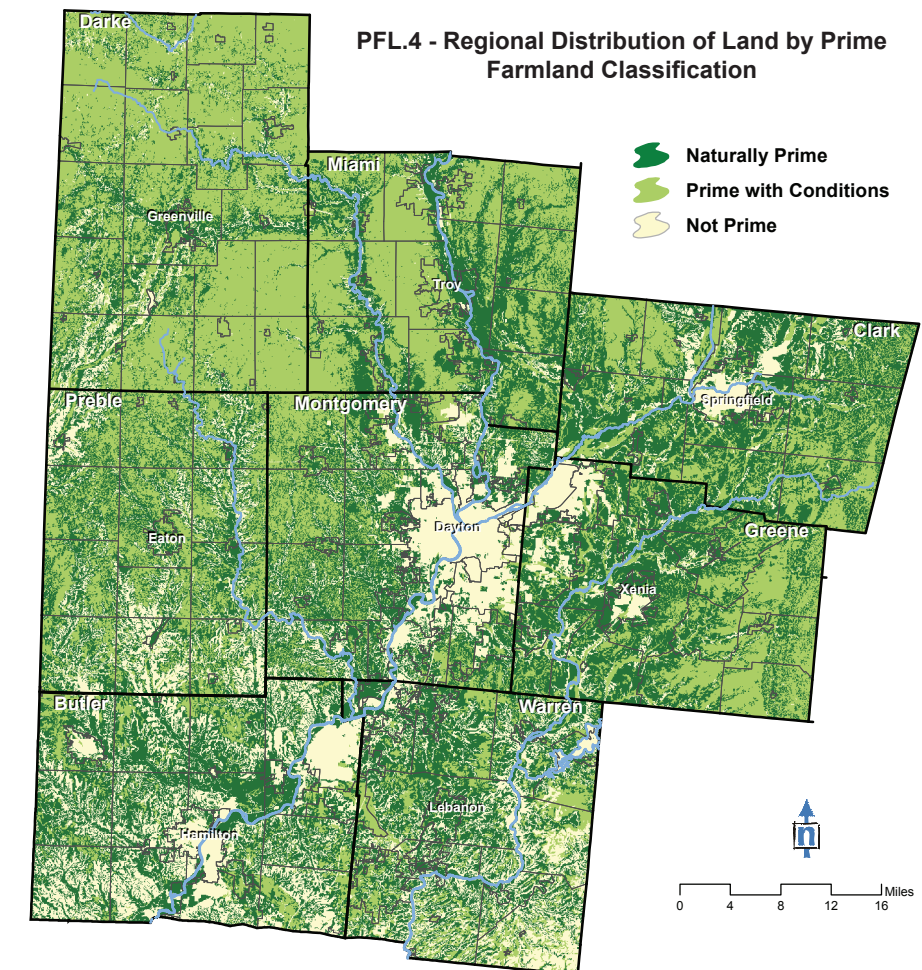 Darke
PFL.4 - Regional Distribution of Land by Prime
Farmland Classification
Miami
Naturally Prime
Prime with Conditions
Not Prime
Greenville
Troy
Clark
Springfield
Preble
Montgomery
Dayton
Eaton
Greene
Xenia
Butler
Warren
Lebanon
Hamilton
n
Miles
0 4 8 12 16